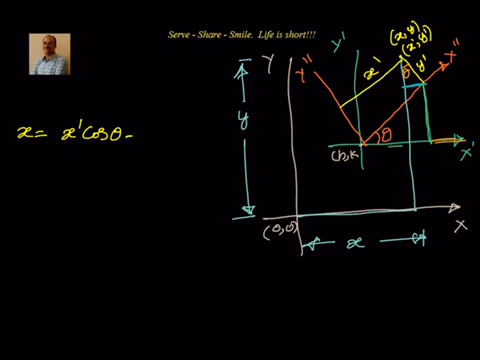 Serve - Share - Smile. Life is short!!!
(x,y)
(x',y')
Y'
X"
Y
Y"
x'
θ
y'
y
x = x' Cosθ -
θ
(h,k)
X'
(0,0)
X
x